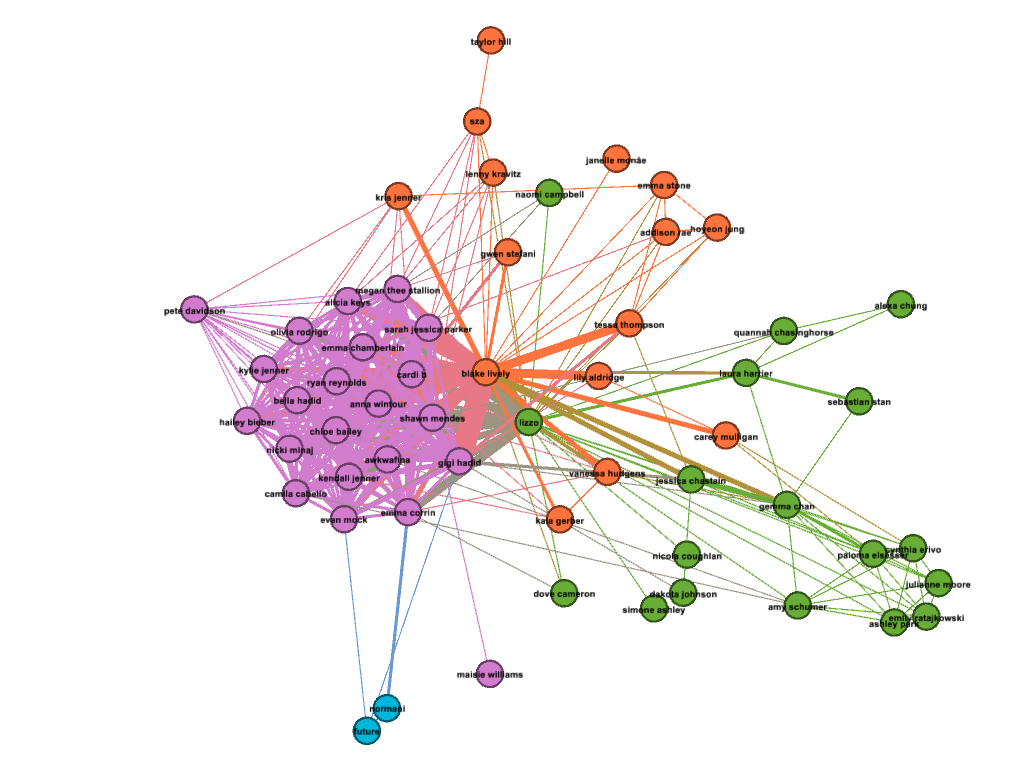 taylor hill
sza
janelle monáe
lenny kravitz
emma stone
naomi campbell
kris jenner
addison rae
hoyeon jung
gwen stefani
megan thee stallion
alicia keys
alexa chung
pete davidson
tessa thompson
olivia rodrigo
sarah jessica parker
quannah chasinghorse
emma chamberlain
kylie jenner
cardi b
blake lively
lily aldridge
laura harrier
ryan reynolds
bella hadid
anna wintour
sebastian stan
hailey bieber
shawn mendes
lizzo
chloe bailey
carey mulligan
nicki minaj
awkwafina
gigi hadid
vanessa hudgens
kendall jenner
jessica chastain
camila cabello
gemma chan
emma corrin
evan mock
kaia gerber
cynthia erivo
nicola coughlan
paloma elsesser
julianne moore
dove cameron
dakota johnson
simone ashley
amy schumer
emily ratajkowski
ashley park
maisie williams
normani
future